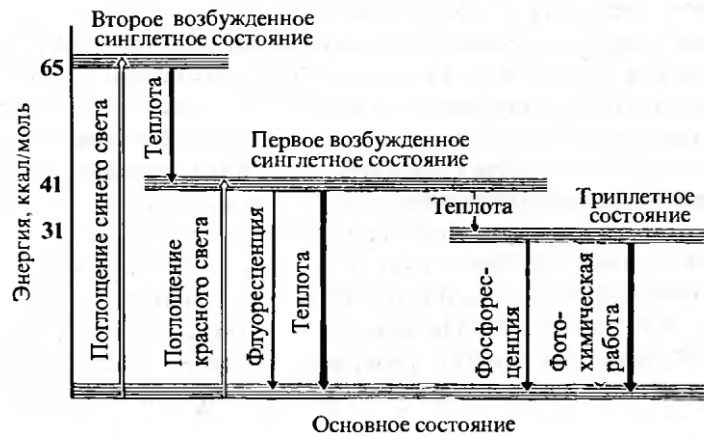 Второе возбужденное
синглетное состояние
65
Теплота
Первое возбужденное
синглетное состояние
41
Теплота
Триплетное
состояние
31
Энергия, ккал/моль
Поглощение синего света
Поглощение
красного света
Флуоресценция
Теплота
Фосфорес-
ценция
Фото-
химическая
работа
Основное состояние